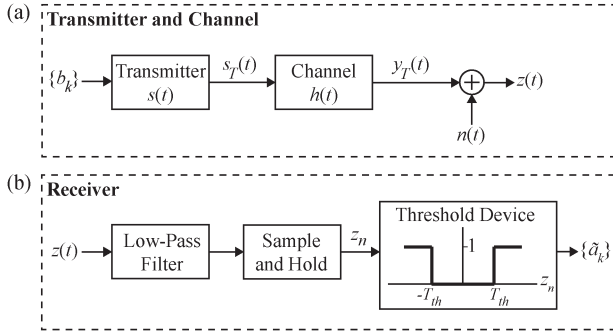 (a) Transmitter and Channel
{b_k} Transmitter s(t) s_T(t) Channel h(t) y_T(t) + z(t)
n(t)
(b) Receiver
z(t) Low-Pass Filter Sample and Hold z_n Threshold Device {ã_k}
1
-T_th T_th z_n